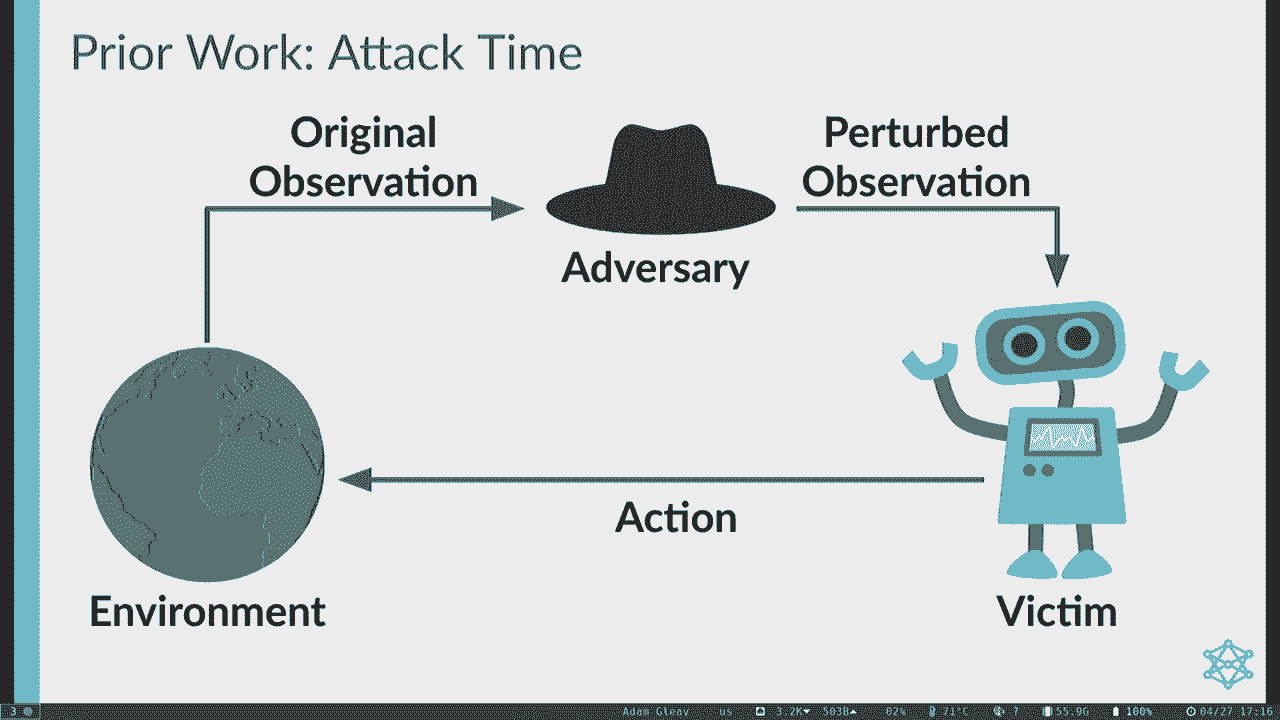 Prior Work: Attack Time
Original
Observation
Perturbed
Observation
Adversary
Action
Environment
Victim
3
Adam Gleav us 3.2K 503B 02% 71°C ? 55.9G 100% 04/27 17:16